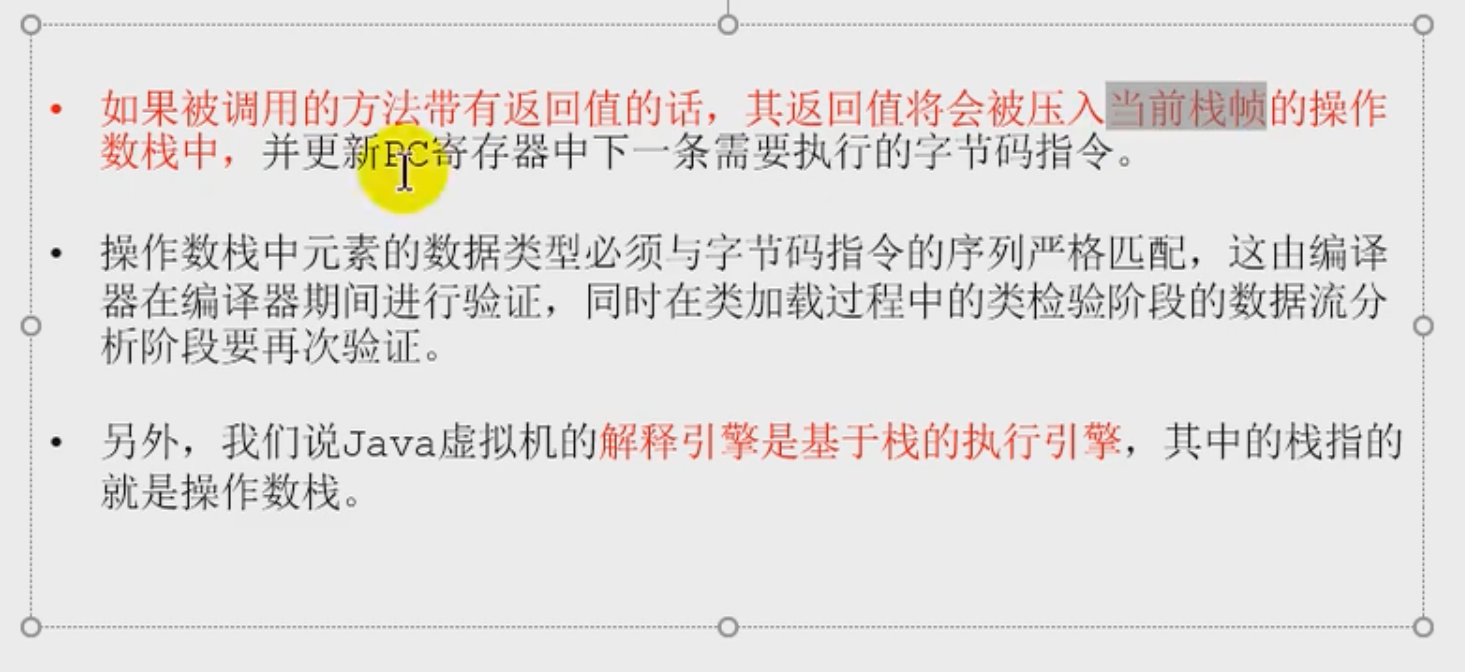 • 如果被调用的方法带有返回值的话，其返回值将会被压入当前栈帧的操作
数栈中，并更新PC寄存器中下一条需要执行的字节码指令。
• 操作数栈中元素的数据类型必须与字节码指令的序列严格匹配，这由编译
器在编译器期间进行验证，同时在类加载过程中的类检验阶段的数据流分
析阶段要再次验证。
• 另外，我们说Java虚拟机的解释引擎是基于栈的执行引擎，其中的栈指的
就是操作数栈。